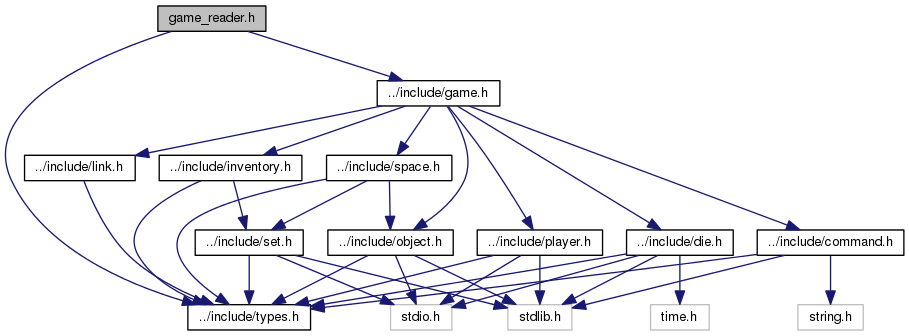 game_reader.h
../include/game.h
../include/link.h
../include/inventory.h
../include/space.h
../include/set.h
../include/object.h
../include/player.h
../include/die.h
../include/command.h
../include/types.h
stdio.h
stdlib.h
time.h
string.h